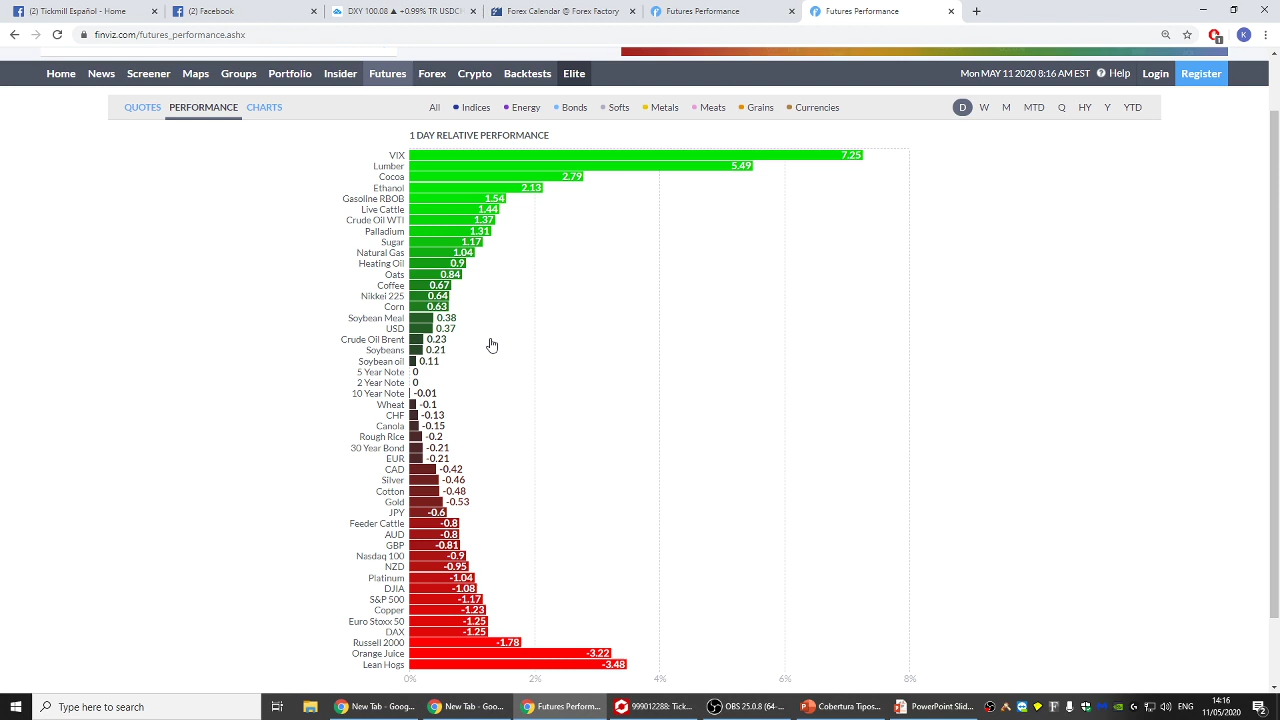 (2) Tickmill Español - Home
(2) Facebook
DXY 100.08 ▲ +0.99% TR USDCH
Forex Calendar @ Forex Factory
Futures Performance
Futures Performance
finviz.com/futures_performance.ashx
K
1
Home News Screener Maps Groups Portfolio Insider Futures Forex Crypto Backtests Elite
Mon MAY 11 2020 8:16 AM EST Help Login Register
QUOTES PERFORMANCE CHARTS
All Indices Energy Bonds Softs Metals Meats Grains Currencies
D W M MTD Q HY Y YTD
1 DAY RELATIVE PERFORMANCE
VIX 7.25
Lumber 5.49
Cocoa 2.79
Ethanol 2.13
Gasoline RBOB 1.54
Live Cattle 1.44
Crude Oil WTI 1.37
Palladium 1.31
Sugar 1.17
Natural Gas 1.04
Heating Oil 0.9
Oats 0.84
Coffee 0.67
Nikkei 225 0.64
Corn 0.63
Soybean Meal 0.38
USD 0.37
Crude Oil Brent 0.23
Soybeans 0.21
Soybean oil 0.11
5 Year Note 0
2 Year Note 0
10 Year Note -0.01
Wheat -0.1
CHF -0.13
Canola -0.15
Rough Rice -0.2
30 Year Bond -0.21
EUR -0.21
CAD -0.42
Silver -0.46
Cotton -0.48
Gold -0.53
JPY -0.6
Feeder Cattle -0.8
AUD -0.8
GBP -0.81
Nasdaq 100 -0.9
NZD -0.95
Platinum -1.04
DJIA -1.08
S&P 500 -1.17
Copper -1.23
Euro Stoxx 50 -1.25
DAX -1.25
Russell 2000 -1.78
Orange Juice -3.22
Lean Hogs -3.48
0% 2% 4% 6% 8%
Type here to search
New Tab - Goog...
New Tab - Goog...
Futures Perform...
999012288: Tick...
OBS 25.0.8 (64-...
Cobertura Tipos...
PowerPoint Slid...
ENG
14:16
11/05/2020
2